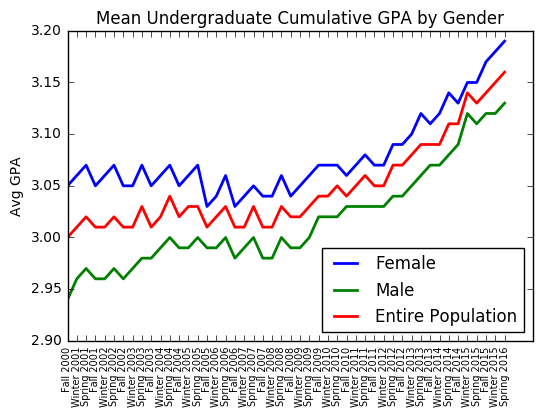 Mean Undergraduate Cumulative GPA by Gender
3.20
3.15
3.10
3.05
3.00
2.95
2.90
Avg GPA
Female
Male
Entire Population
Fall 2000
Winter 2001
Spring 2001
Fall 2001
Winter 2002
Spring 2002
Fall 2002
Winter 2003
Spring 2003
Fall 2003
Winter 2004
Spring 2004
Fall 2004
Winter 2005
Spring 2005
Fall 2005
Winter 2006
Spring 2006
Fall 2006
Winter 2007
Spring 2007
Fall 2007
Winter 2008
Spring 2008
Fall 2008
Winter 2009
Spring 2009
Fall 2009
Winter 2010
Spring 2010
Fall 2010
Winter 2011
Spring 2011
Fall 2011
Winter 2012
Spring 2012
Fall 2012
Winter 2013
Spring 2013
Fall 2013
Winter 2014
Spring 2014
Fall 2014
Winter 2015
Spring 2015
Fall 2015
Winter 2015
Spring 2016